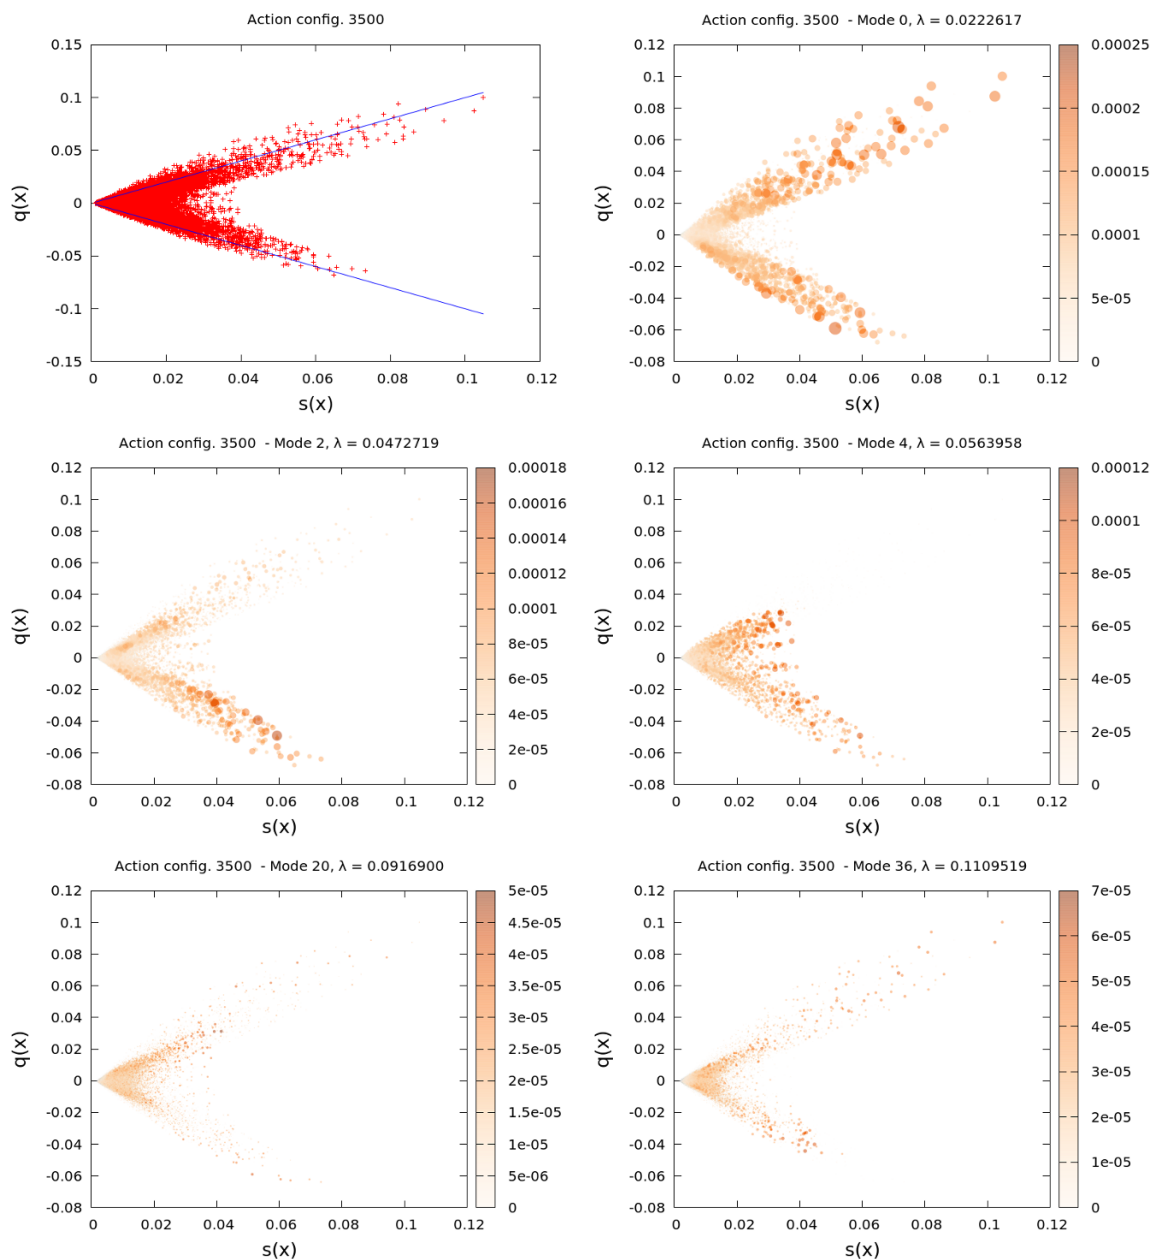 Action config. 3500
0.15
0.1
0.05
0
-0.05
-0.1
-0.15
0 0.02 0.04 0.06 0.08 0.1 0.12
q(x)
s(x)
Action config. 3500 - Mode 0, λ = 0.0222617
0.12
0.1
0.08
0.06
0.04
0.02
0
-0.02
-0.04
-0.06
-0.08
0 0.02 0.04 0.06 0.08 0.1 0.12
q(x)
s(x)
0.00025
0.0002
0.00015
0.0001
5e-05
0
Action config. 3500 - Mode 2, λ = 0.0472719
0.12
0.1
0.08
0.06
0.04
0.02
0
-0.02
-0.04
-0.06
-0.08
0 0.02 0.04 0.06 0.08 0.1 0.12
q(x)
s(x)
0.00018
0.00016
0.00014
0.00012
0.0001
8e-05
6e-05
4e-05
2e-05
0
Action config. 3500 - Mode 4, λ = 0.0563958
0.12
0.1
0.08
0.06
0.04
0.02
0
-0.02
-0.04
-0.06
-0.08
0 0.02 0.04 0.06 0.08 0.1 0.12
q(x)
s(x)
0.00012
0.0001
8e-05
6e-05
4e-05
2e-05
0
Action config. 3500 - Mode 20, λ = 0.0916900
0.12
0.1
0.08
0.06
0.04
0.02
0
-0.02
-0.04
-0.06
-0.08
0 0.02 0.04 0.06 0.08 0.1 0.12
q(x)
s(x)
5e-05
4.5e-05
4e-05
3.5e-05
3e-05
2.5e-05
2e-05
1.5e-05
1e-05
5e-06
0
Action config. 3500 - Mode 36, λ = 0.1109519
0.12
0.1
0.08
0.06
0.04
0.02
0
-0.02
-0.04
-0.06
-0.08
0 0.02 0.04 0.06 0.08 0.1 0.12
q(x)
s(x)
7e-05
6e-05
5e-05
4e-05
3e-05
2e-05
1e-05
0